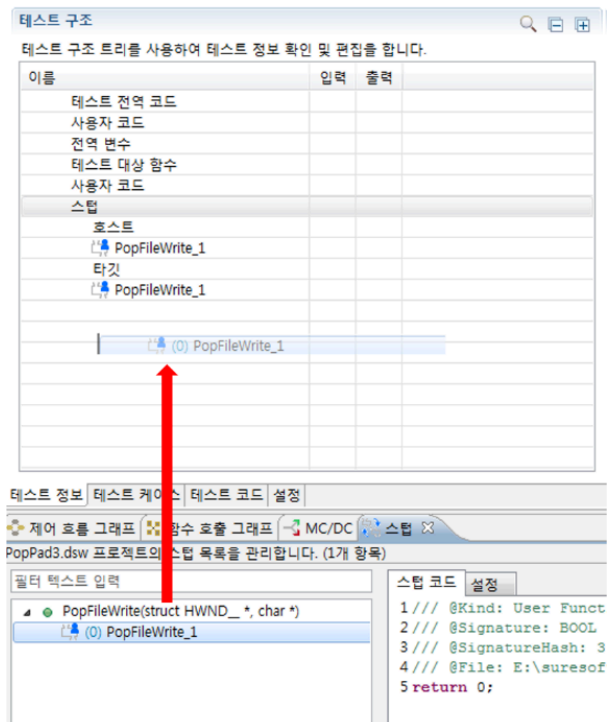 테스트 구조
테스트 구조 트리를 사용하여 테스트 정보 확인 및 편집을 합니다.
이름 입력 출력
테스트 전역 코드
사용자 코드
전역 변수
테스트 대상 함수
사용자 코드
스텁
호스트
PopFileWrite_1
타깃
PopFileWrite_1
(0) PopFileWrite_1
테스트 정보 테스트 케이스 테스트 코드 설정
제어 흐름 그래프 함수 호출 그래프 MC/DC 스텁
PopPad3.dsw 프로젝트의 스텁 목록을 관리합니다. (1개 항목)
필터 텍스트 입력
스텁 코드 설정
PopFileWrite(struct HWND__ *, char *)
(0) PopFileWrite_1
1 /// @Kind: User Funct
2 /// @Signature: BOOL
3 /// @SignatureHash: 3
4 /// @File: E:\suresof
5 return 0;